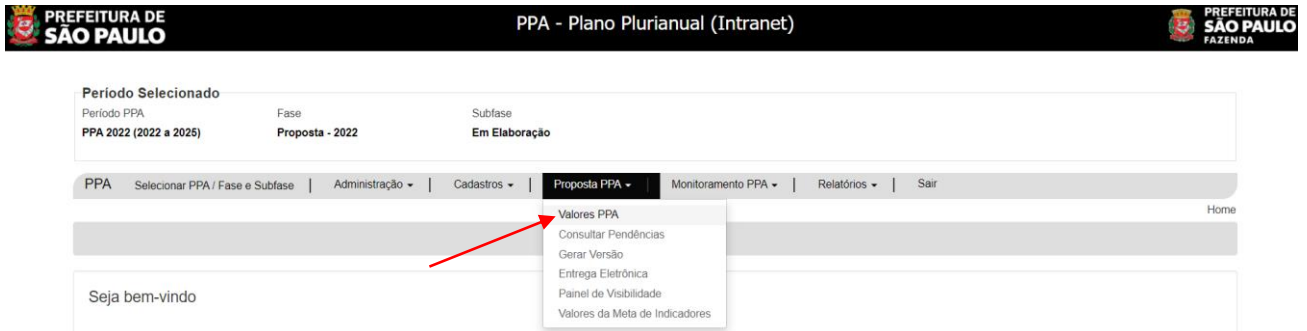 PREFEITURA DE
SÃO PAULO
PPA - Plano Plurianual (Intranet)
PREFEITURA DE
SÃO PAULO
FAZENDA
Período Selecionado
Período PPA Fase Subfase
PPA 2022 (2022 a 2025) Proposta - 2022 Em Elaboração
PPA Selecionar PPA / Fase e Subfase | Administração | Cadastros | Proposta PPA | Monitoramento PPA | Relatórios | Sair
Home
Valores PPA
Consultar Pendências
Gerar Versão
Entrega Eletrônica
Painel de Visibilidade
Valores da Meta de Indicadores
Seja bem-vindo